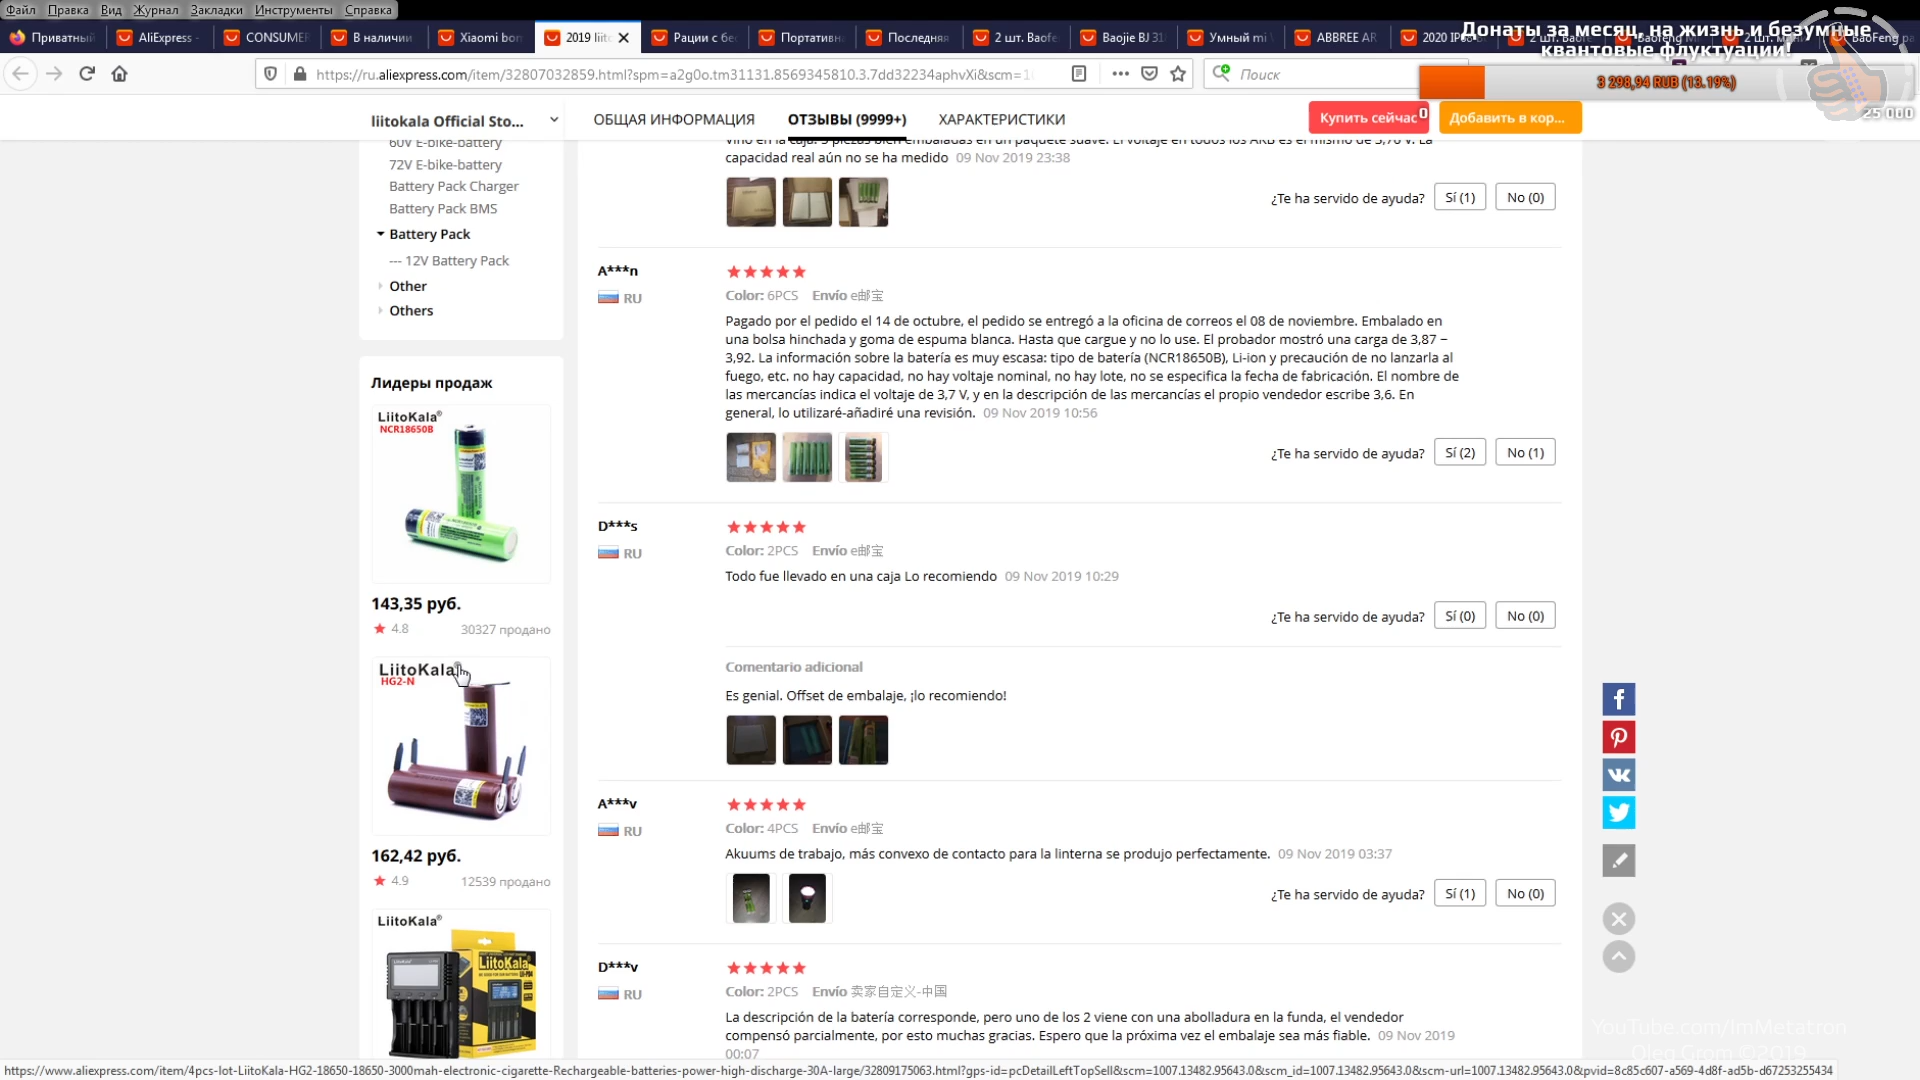 Файл Правка Вид Журнал Закладки Инструменты Справка
Приватный AliExpress - CONSUMER В наличии Xiaomi bom 2019 liito Рации с бе Портативн Последняя 2 шт. Baofe Baojie BJ 31 Умный mi ABBREE AR 2020 IP68
Донаты за месяц, на жизнь и безумные
квантовые флуктуации!
https://ru.aliexpress.com/item/32807032859.html?spm=a2g0o.tm31131.8569345810.3.7dd32234aphvXi&scm=1
Поиск
3 298,94 RUB (13.19%)
25 000
liitokala Official Sto...
ОБЩАЯ ИНФОРМАЦИЯ
ОТЗЫВЫ (9999+)
ХАРАКТЕРИСТИКИ
Купить сейчас
0
Добавить в кор...
60V E-bike-battery
72V E-bike-battery
Battery Pack Charger
Battery Pack BMS
Battery Pack
--- 12V Battery Pack
Other
Others
Лидеры продаж
LiitoKala®
NCR18650B
143,35 руб.
4.8 30327 продано
LiitoKala
HG2-N
162,42 руб.
4.9 12539 продано
LiitoKala®
LiitoKala
Vino en la caja. 5 piezas bien embaladas en un paquete suave. El voltaje en todos los AKB es el mismo de 3,70 V. La
capacidad real aún no se ha medido 09 Nov 2019 23:38
¿Te ha servido de ayuda? Sí (1) No (0)
A***n
RU
Color: 6PCS Envío e邮宝
Pagado por el pedido el 14 de octubre, el pedido se entregó a la oficina de correos el 08 de noviembre. Embalado en
una bolsa hinchada y goma de espuma blanca. Hasta que cargue y no lo use. El probador mostró una carga de 3,87 –
3,92. La información sobre la batería es muy escasa: tipo de batería (NCR18650B), Li-ion y precaución de no lanzarla al
fuego, etc. no hay capacidad, no hay voltaje nominal, no hay lote, no se especifica la fecha de fabricación. El nombre de
las mercancías indica el voltaje de 3,7 V, y en la descripción de las mercancías el propio vendedor escribe 3,6. En
general, lo utilizaré-añadiré una revisión. 09 Nov 2019 10:56
¿Te ha servido de ayuda? Sí (2) No (1)
D***s
RU
Color: 2PCS Envío e邮宝
Todo fue llevado en una caja Lo recomiendo 09 Nov 2019 10:29
¿Te ha servido de ayuda? Sí (0) No (0)
Comentario adicional
Es genial. Offset de embalaje, ¡lo recomiendo!
A***v
RU
Color: 4PCS Envío e邮宝
Akuums de trabajo, más convexo de contacto para la linterna se produjo perfectamente. 09 Nov 2019 03:37
¿Te ha servido de ayuda? Sí (1) No (0)
D***v
RU
Color: 2PCS Envío 卖家自定义-中国
La descripción de la batería corresponde, pero uno de los 2 viene con una abolladura en la funda, el vendedor
compensó parcialmente, por esto muchas gracias. Espero que la próxima vez el embalaje sea más fiable. 09 Nov 2019
00:07
YouTube.com/ImMetatron
Oleg Grom ©2019
https://www.aliexpress.com/item/4pcs-lot-LiitoKala-HG2-18650-18650-3000mah-electronic-cigarette-Rechargeable-batteries-power-high-discharge-30A-large/32809175063.html?gps-id=pcDetailLeftTopSell&scm=1007.13482.95643.0&scm_id=1007.13482.95643.0&scm-url=1007.13482.95643.0&pvid=8c85c607-a569-4d8f-ad5b-d67253255434